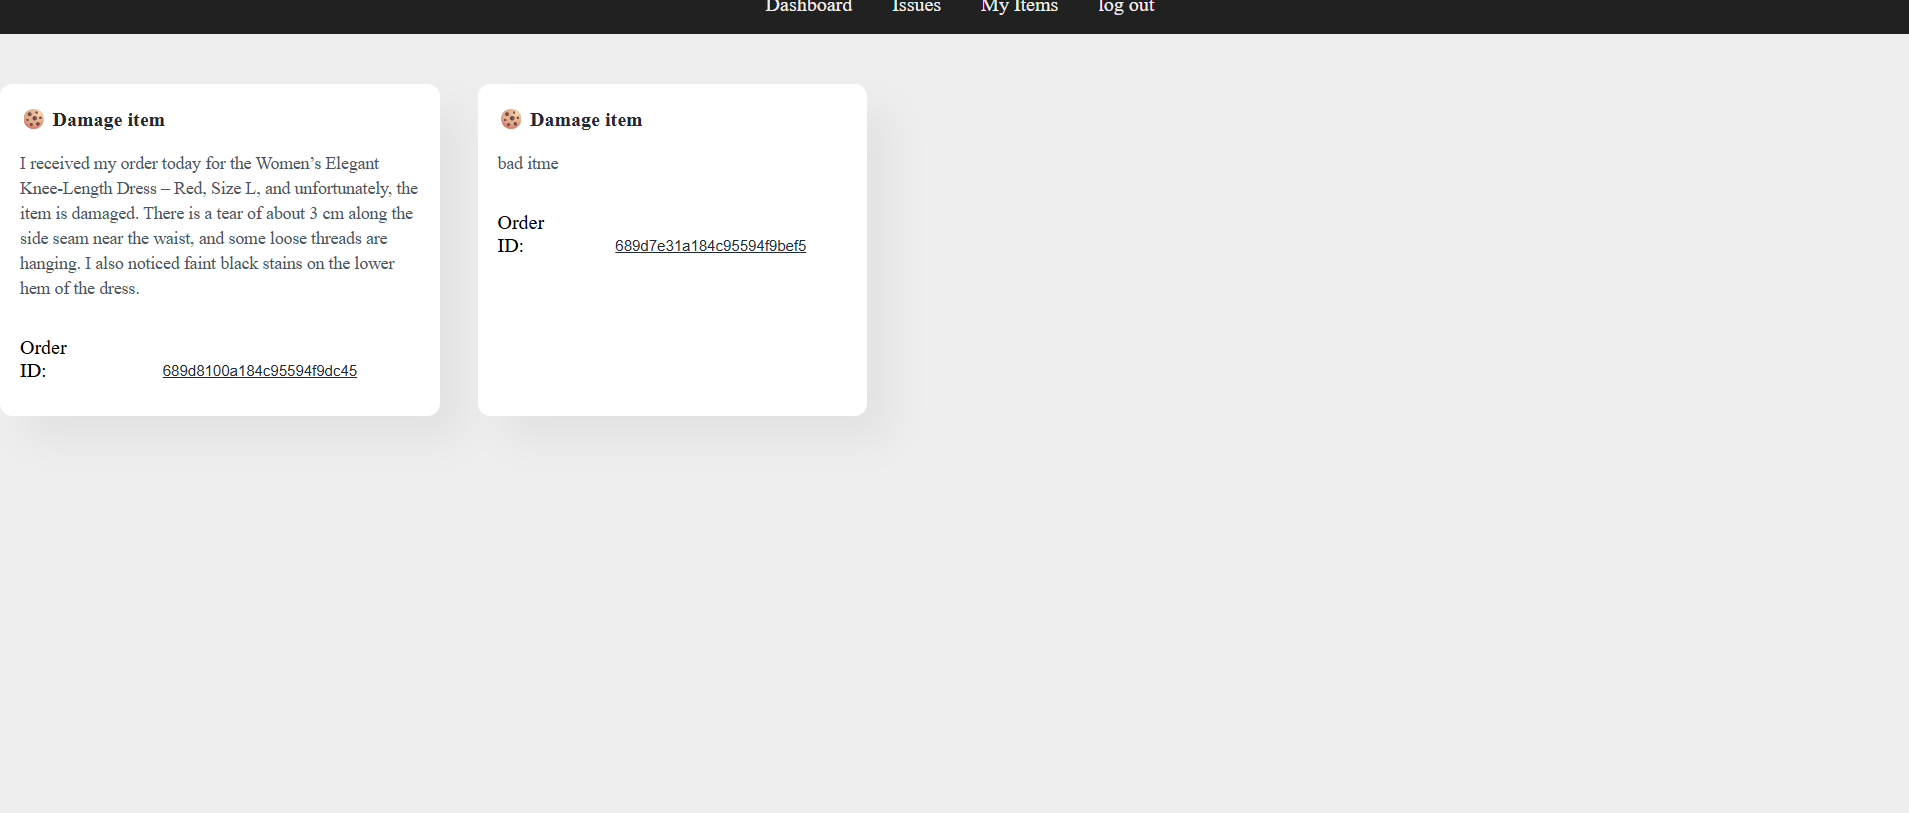 Dashboard Issues My Items log out
🍪 Damage item
I received my order today for the Women’s Elegant
Knee-Length Dress – Red, Size L, and unfortunately, the
item is damaged. There is a tear of about 3 cm along the
side seam near the waist, and some loose threads are
hanging. I also noticed faint black stains on the lower
hem of the dress.
Order
ID: 689d8100a184c95594f9dc45
🍪 Damage item
bad itme
Order
ID: 689d7e31a184c95594f9bef5